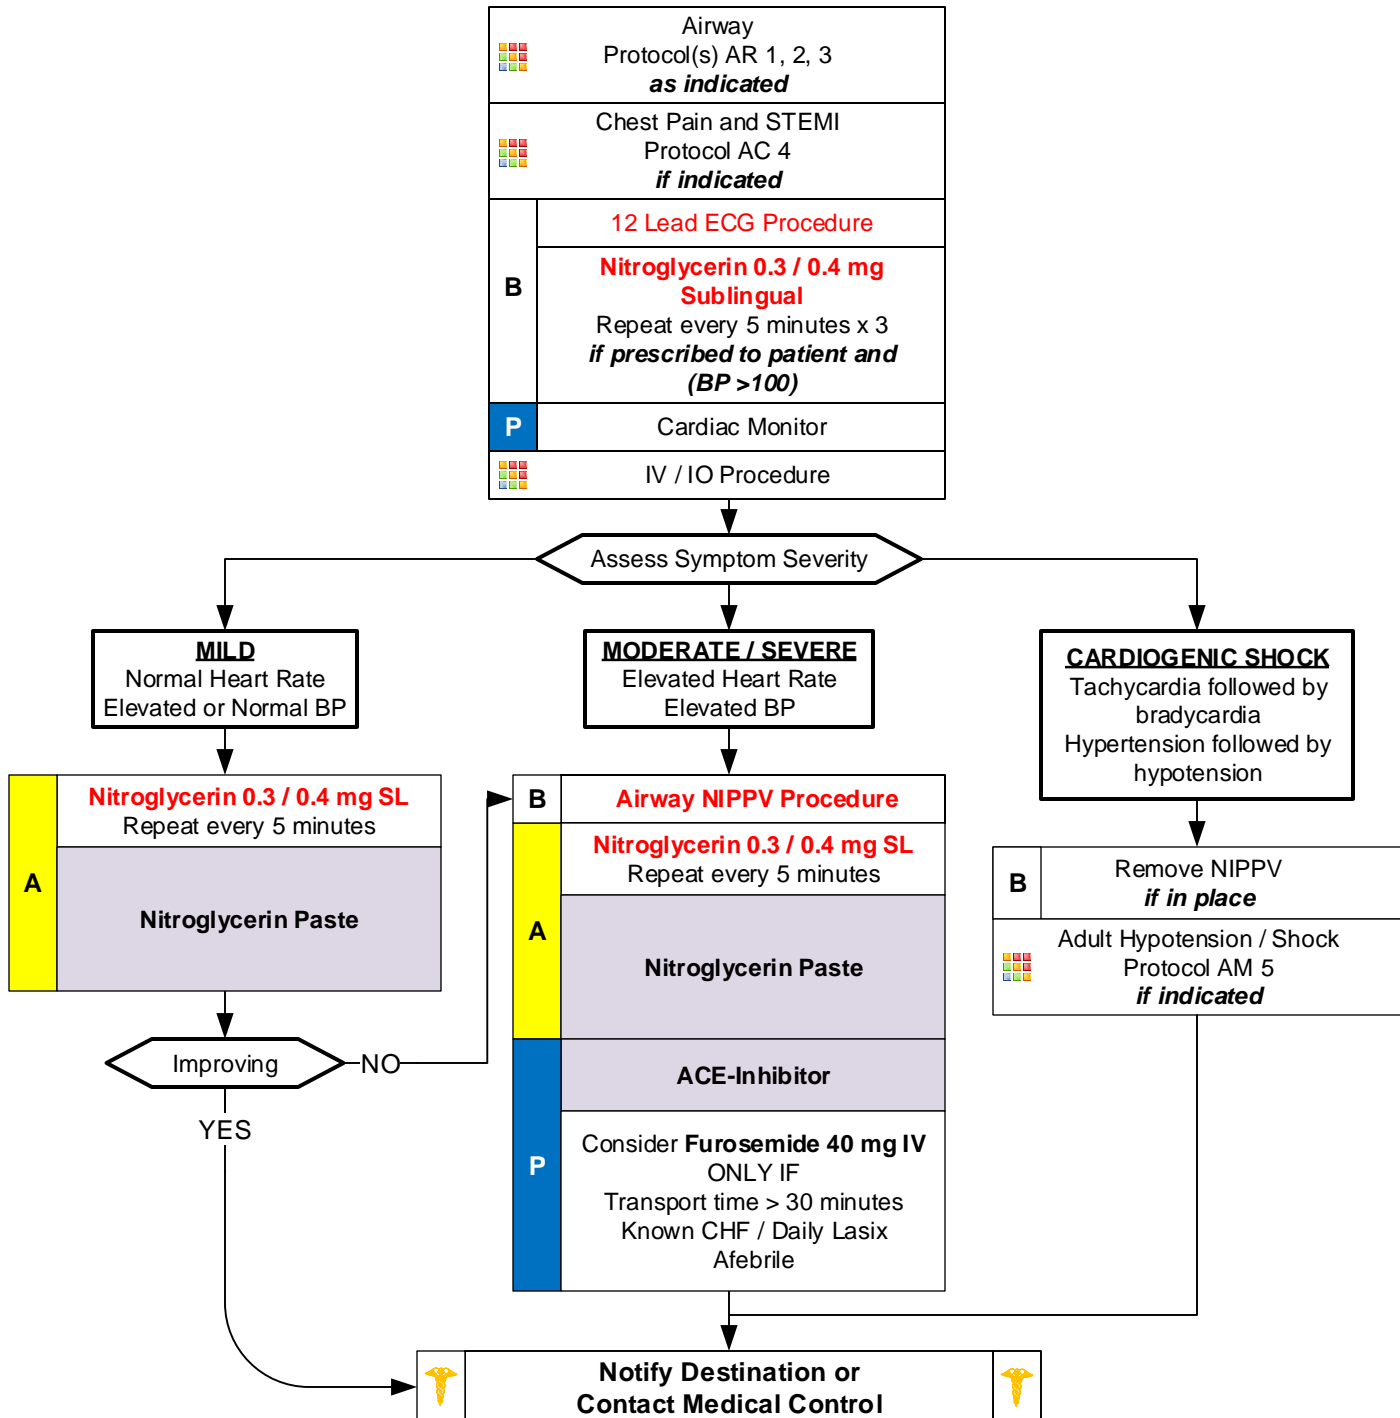 Airway
Protocol(s) AR 1, 2, 3
as indicated
Chest Pain and STEMI
Protocol AC 4
if indicated
B
12 Lead ECG Procedure
Nitroglycerin 0.3 / 0.4 mg
Sublingual
Repeat every 5 minutes x 3
if prescribed to patient and
(BP >100)
P
Cardiac Monitor
IV / IO Procedure
Assess Symptom Severity
MILD
Normal Heart Rate
Elevated or Normal BP
MODERATE / SEVERE
Elevated Heart Rate
Elevated BP
CARDIOGENIC SHOCK
Tachycardia followed by
bradycardia
Hypertension followed by
hypotension
A
Nitroglycerin 0.3 / 0.4 mg SL
Repeat every 5 minutes
Nitroglycerin Paste
Improving
NO
YES
B
Airway NIPPV Procedure
A
Nitroglycerin 0.3 / 0.4 mg SL
Repeat every 5 minutes
Nitroglycerin Paste
P
ACE-Inhibitor
Consider Furosemide 40 mg IV
ONLY IF
Transport time > 30 minutes
Known CHF / Daily Lasix
Afebrile
B
Remove NIPPV
if in place
Adult Hypotension / Shock
Protocol AM 5
if indicated
Notify Destination or
Contact Medical Control